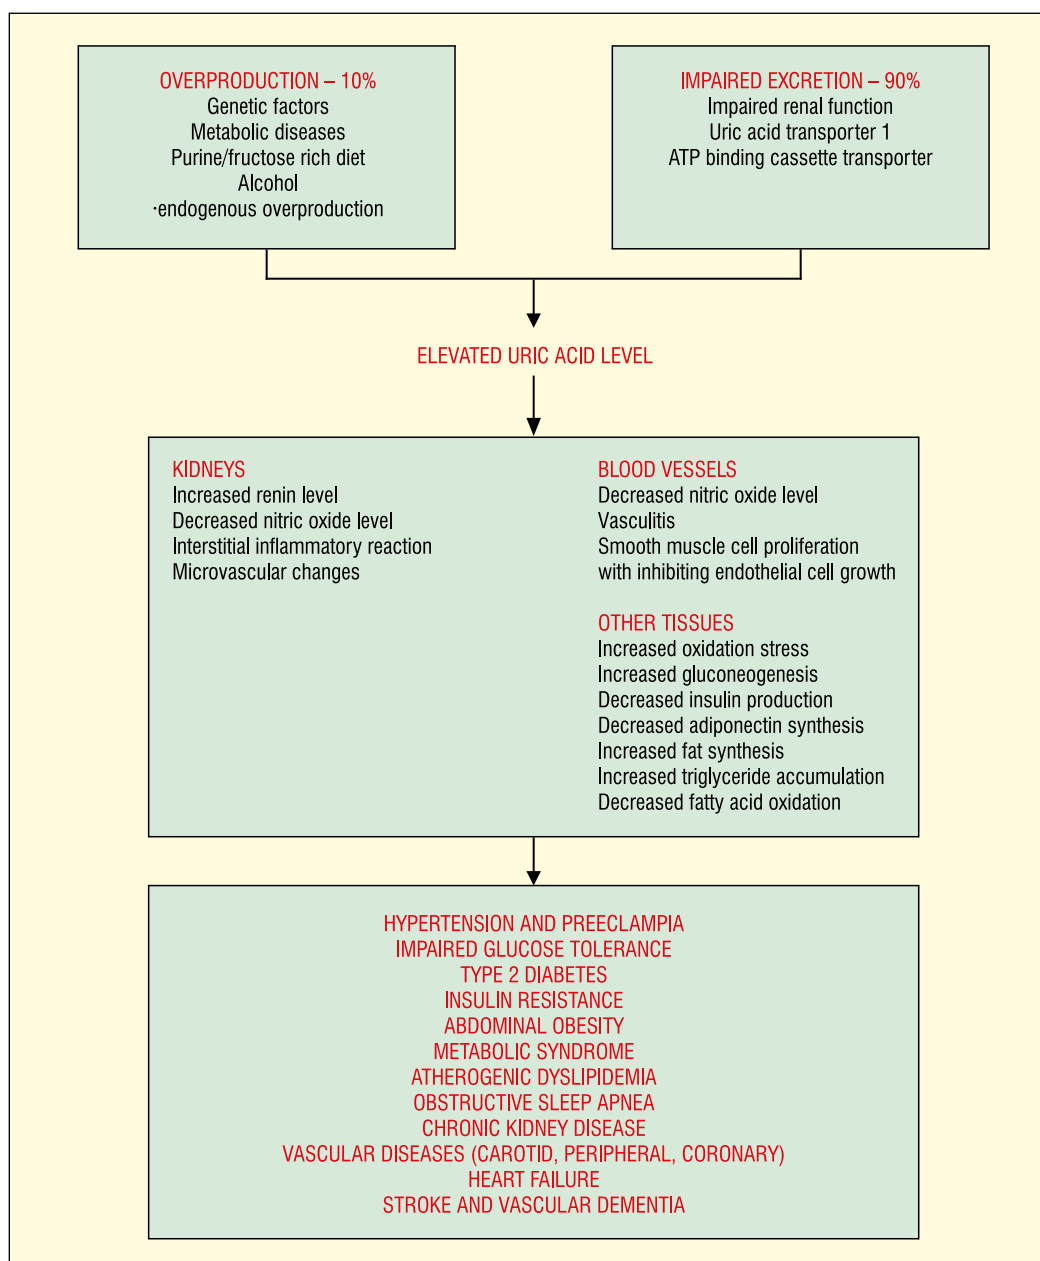 OVERPRODUCTION – 10%
Genetic factors
Metabolic diseases
Purine/fructose rich diet
Alcohol
·endogenous overproduction
IMPAIRED EXCRETION – 90%
Impaired renal function
Uric acid transporter 1
ATP binding cassette transporter
ELEVATED URIC ACID LEVEL
KIDNEYS
Increased renin level
Decreased nitric oxide level
Interstitial inflammatory reaction
Microvascular changes
BLOOD VESSELS
Decreased nitric oxide level
Vasculitis
Smooth muscle cell proliferation
with inhibiting endothelial cell growth
OTHER TISSUES
Increased oxidation stress
Increased gluconeogenesis
Decreased insulin production
Decreased adiponectin synthesis
Increased fat synthesis
Increased triglyceride accumulation
Decreased fatty acid oxidation
HYPERTENSION AND PREECLAMPIA
IMPAIRED GLUCOSE TOLERANCE
TYPE 2 DIABETES
INSULIN RESISTANCE
ABDOMINAL OBESITY
METABOLIC SYNDROME
ATHEROGENIC DYSLIPIDEMIA
OBSTRUCTIVE SLEEP APNEA
CHRONIC KIDNEY DISEASE
VASCULAR DISEASES (CAROTID, PERIPHERAL, CORONARY)
HEART FAILURE
STROKE AND VASCULAR DEMENTIA